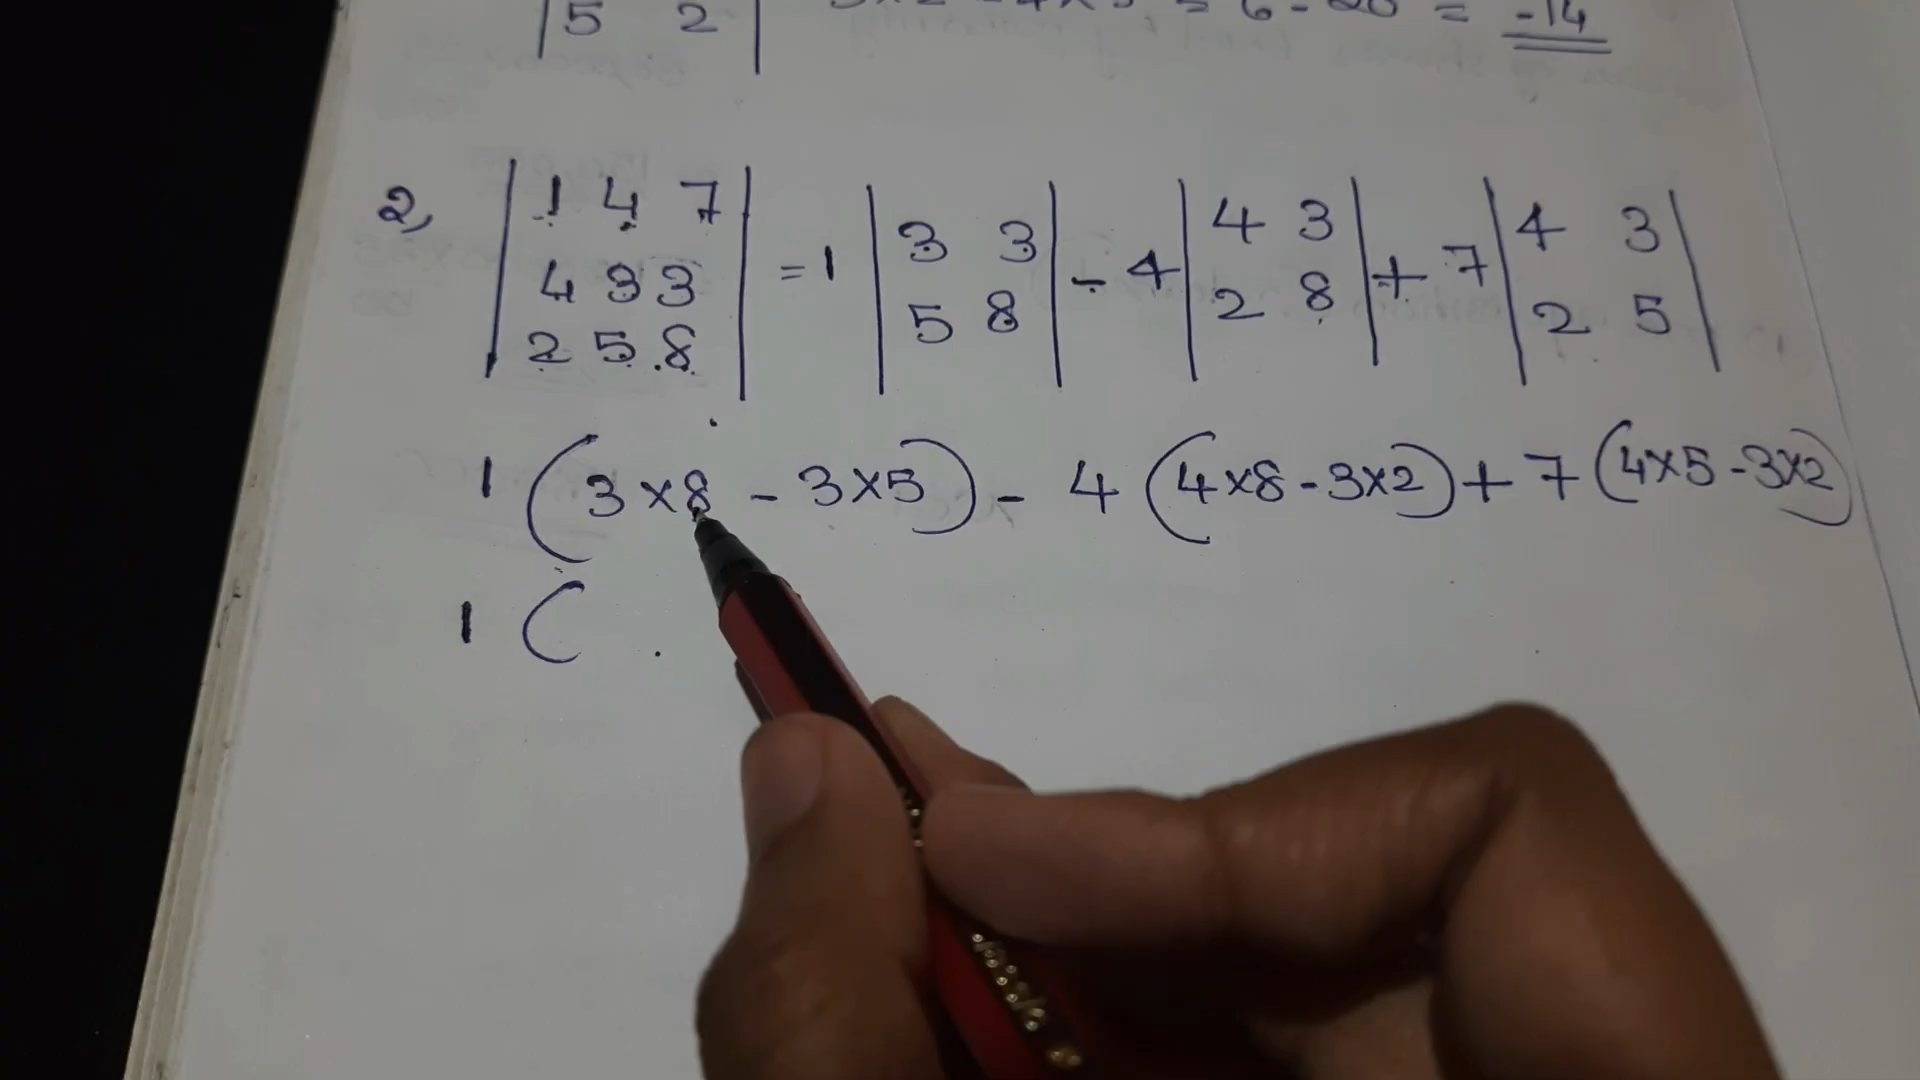 5 2 = 6 - 20 = -14
2, | 1 4 7 | = 1 | 3 3 | - 4 | 4 3 | + 7 | 4 3 |
| 4 3 3 | | 5 8 | | 2 8 | | 2 5 |
| 2 5 8 |
1 ( 3 × 8 - 3 × 5 ) - 4 ( 4 × 8 - 3 × 2 ) + 7 ( 4 × 5 - 3 × 2 )
1 (